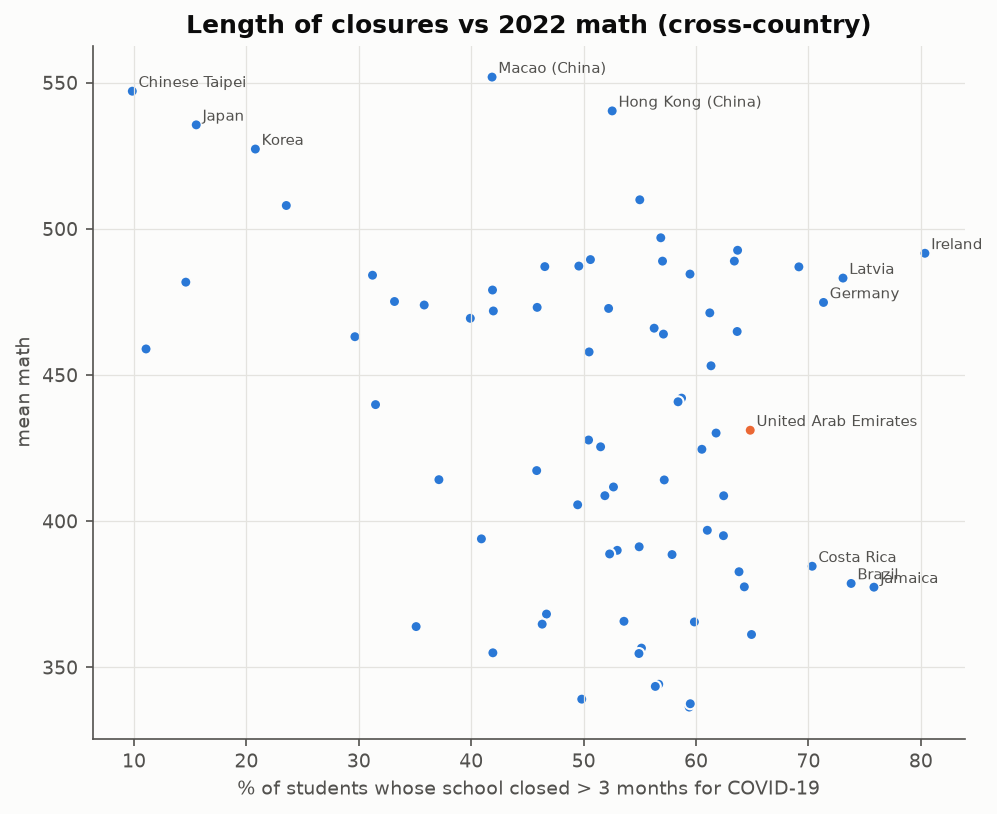 Length of closures vs 2022 math (cross-country)
Macao (China)
Chinese Taipei
Hong Kong (China)
Japan
Korea
Ireland
Latvia
Germany
United Arab Emirates
Costa Rica
Brazil
Jamaica
550
500
450
400
350
mean math
10 20 30 40 50 60 70 80
% of students whose school closed > 3 months for COVID-19